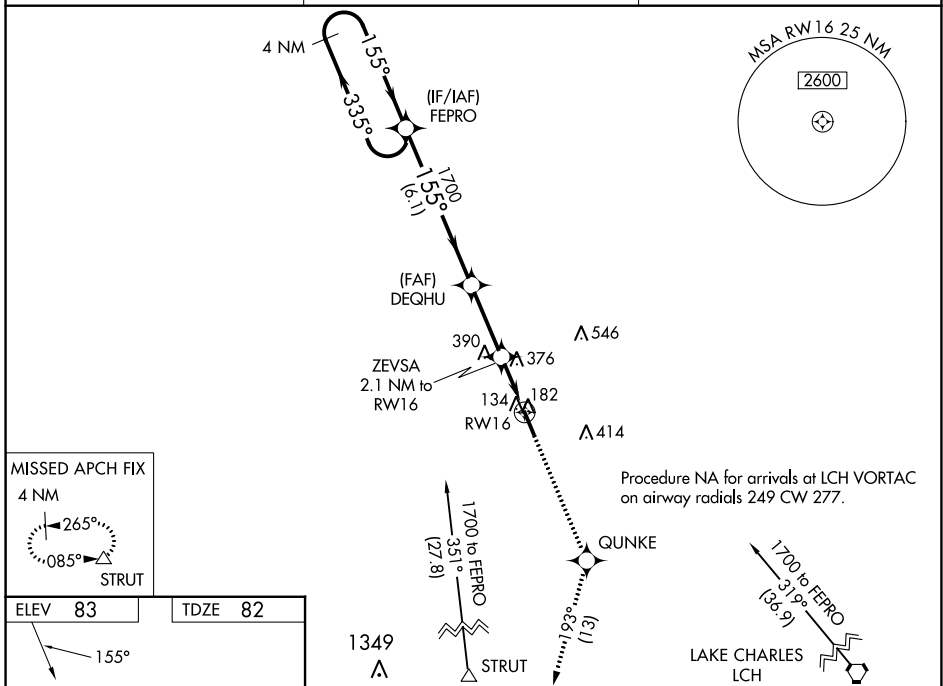 4 NM
155°
335°
(IF/IAF)
FEPRO
MSA RW16 25 NM
2600
1700
155°
(6.1)
(FAF)
DEQHU
546
390
376
ZEVSA
2.1 NM to
RW16
134
182
RW16
414
Procedure NA for arrivals at LCH VORTAC
on airway radials 249 CW 277.
MISSED APCH FIX
4 NM
265°
085°
STRUT
QUNKE
1700 to FEPRO
351°
(27.8)
193°
(13)
1700 to FEPRO
319°
(36.9)
ELEV 83
TDZE 82
155°
1349
STRUT
LAKE CHARLES
LCH